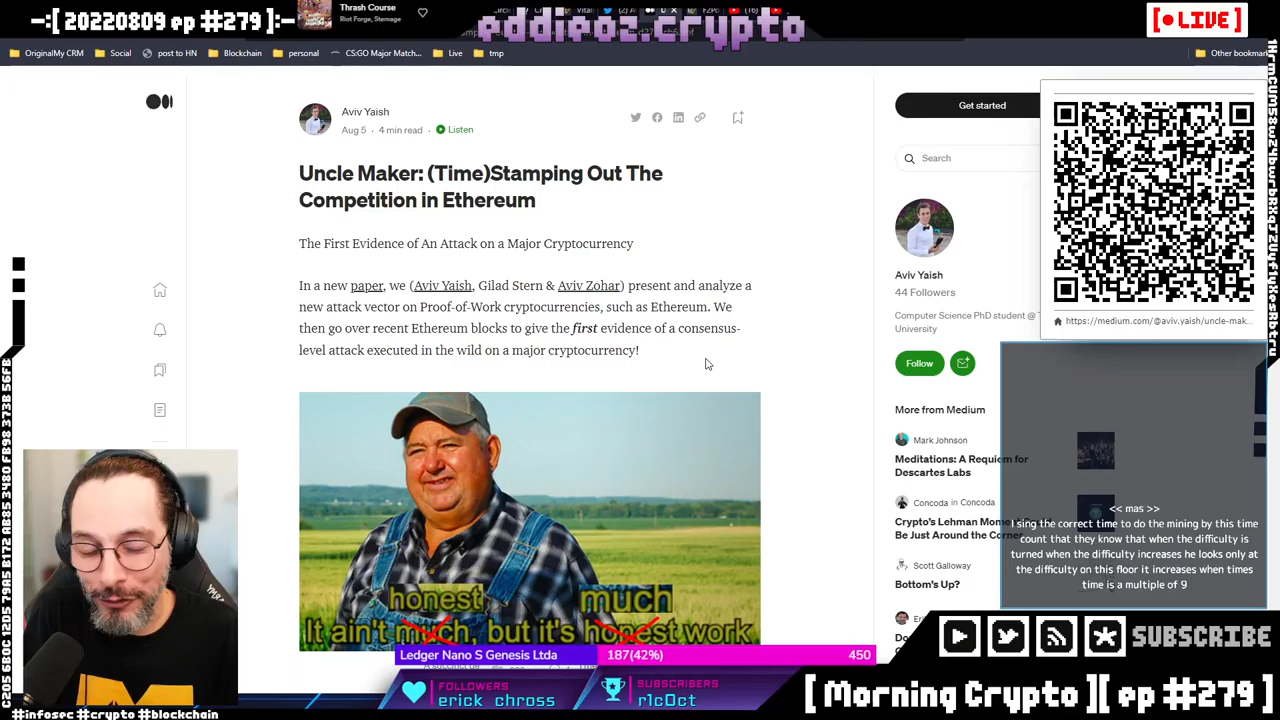 -:[ 20220809 ep #279 ]:-
Thrash Course
Riot Forge, Stemage
eddieoz.crypto
[ LIVE ]
OriginalMy CRM
Social
post to HN
Blockchain
personal
CS:GO Major Match...
Live
tmp
Other bookmark
Aviv Yaish
Aug 5 · 4 min read · Listen
Uncle Maker: (Time)Stamping Out The
Competition in Ethereum
The First Evidence of An Attack on a Major Cryptocurrency
In a new paper, we (Aviv Yaish, Gilad Stern & Aviv Zohar) present and analyze a
new attack vector on Proof-of-Work cryptocurrencies, such as Ethereum. We
then go over recent Ethereum blocks to give the first evidence of a consensus-
level attack executed in the wild on a major cryptocurrency!
honest much
It ain't much, but it's honest work
Get started
Search
Aviv Yaish
44 Followers
Computer Science PhD student @
University
Follow
More from Medium
Mark Johnson
Meditations: A Requiem for
Descartes Labs
Concoda in Concoda
Crypto's Lehman Mom
Be Just Around the Corner
Scott Galloway
Bottom's Up?
https://medium.com/@aviv.yaish/uncle-mak...
<< mas >>
I sing the correct time to do the mining by this time
count that they know that when the difficulty is
turned when the difficulty increases he looks only at
the difficulty on this floor it increases when times
time is a multiple of 9
Ledger Nano S Genesis Ltda
187(42%)
450
FOLLOWERS
erick chross
SUBSCRIBERS
r1c0ct
SUBSCRIBE
[ Morning Crypto ][ ep #279 ]
#infosec #crypto #blockchain